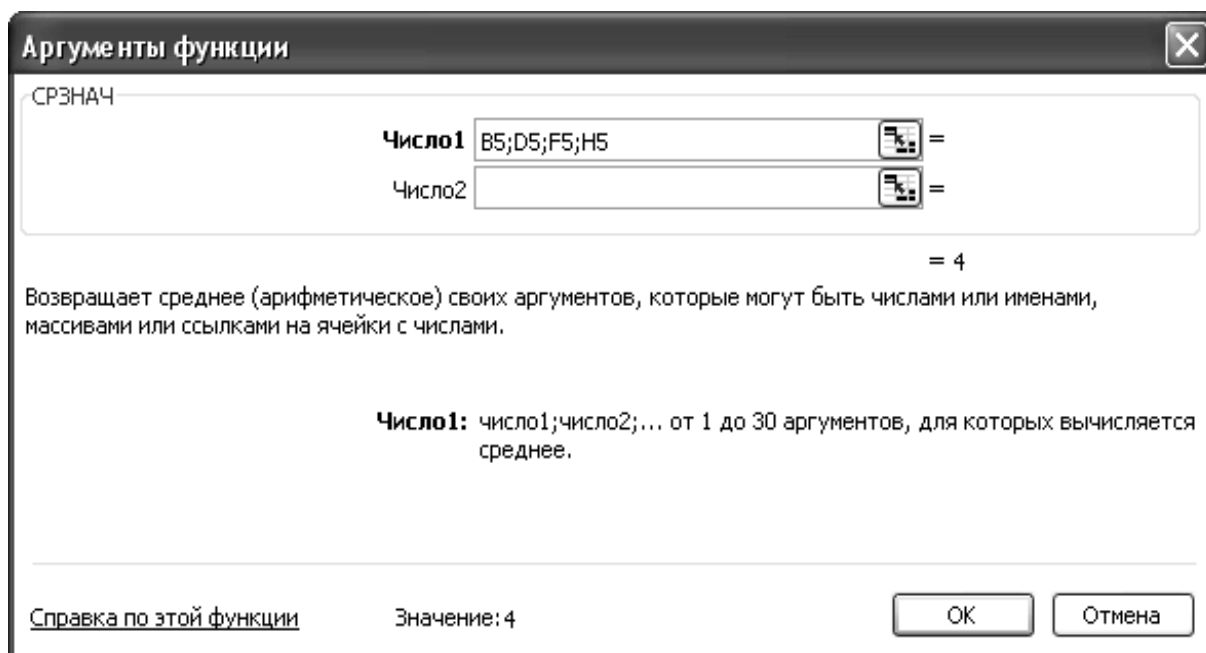 Аргументы функции
СРЗНАЧ
Число1 B5;D5;F5;H5 =
Число2 =
= 4
Возвращает среднее (арифметическое) своих аргументов, которые могут быть числами или именами,
массивами или ссылками на ячейки с числами.
Число1: число1;число2;... от 1 до 30 аргументов, для которых вычисляется
среднее.
Справка по этой функции Значение:4 OK Отмена